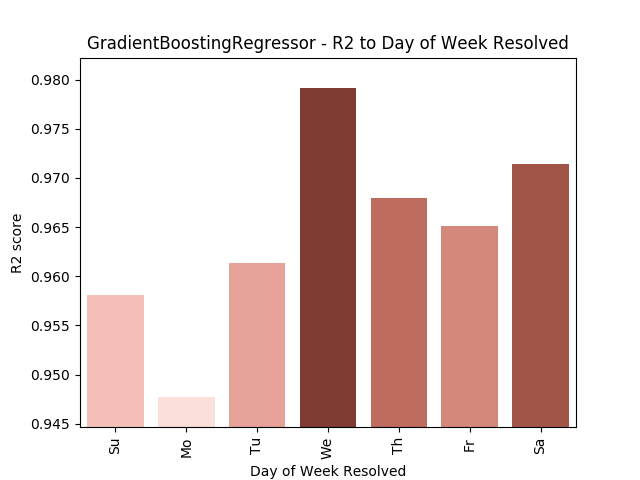 GradientBoostingRegressor - R2 to Day of Week Resolved
0.980
0.975
0.970
0.965
0.960
0.955
0.950
0.945
R2 score
Su Mo Tu We Th Fr Sa
Day of Week Resolved